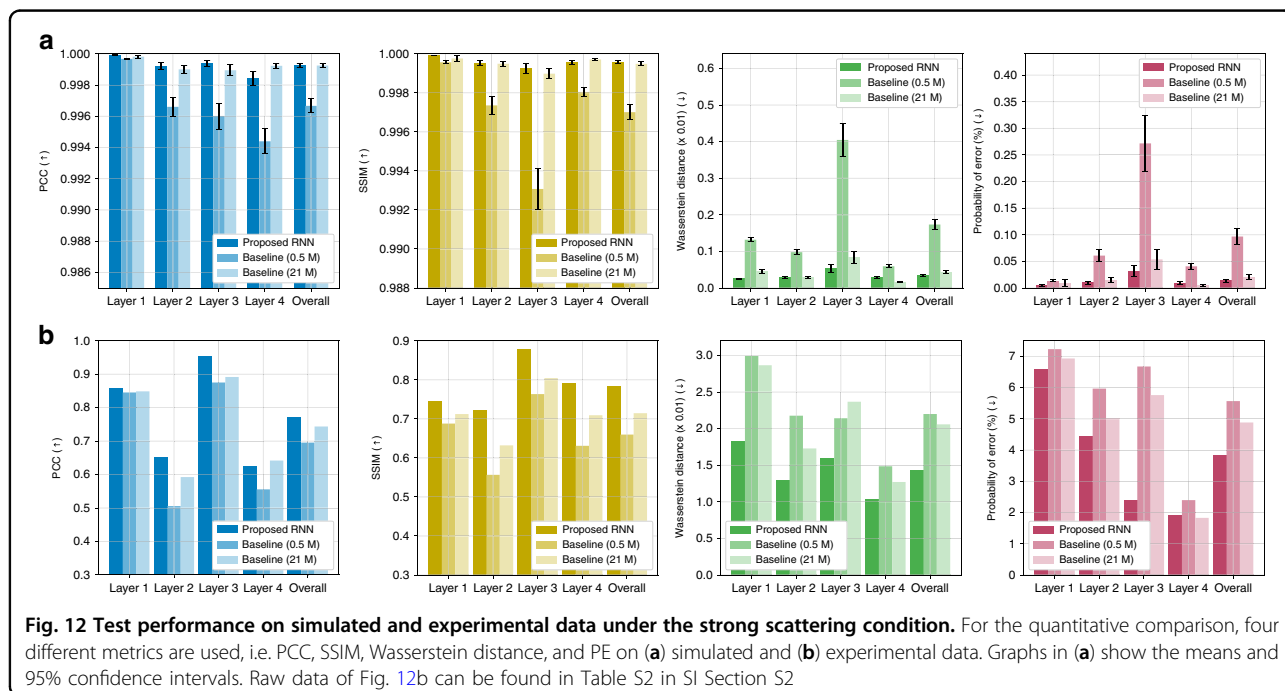 a
1.000
0.998
0.996
0.994
0.992
0.990
0.988
0.986
PCC (↑)
Proposed RNN
Baseline (0.5 M)
Baseline (21 M)
Layer 1 Layer 2 Layer 3 Layer 4 Overall
1.000
0.998
0.996
0.994
0.992
0.990
0.988
SSIM (↑)
Proposed RNN
Baseline (0.5 M)
Baseline (21 M)
Layer 1 Layer 2 Layer 3 Layer 4 Overall
0.6
0.5
0.4
0.3
0.2
0.1
0.0
Wasserstein distance (x 0.01) (↓)
Proposed RNN
Baseline (0.5 M)
Baseline (21 M)
Layer 1 Layer 2 Layer 3 Layer 4 Overall
0.40
0.35
0.30
0.25
0.20
0.15
0.10
0.05
0.00
Probability of error (%) (↓)
Proposed RNN
Baseline (0.5 M)
Baseline (21 M)
Layer 1 Layer 2 Layer 3 Layer 4 Overall
b
1.0
0.9
0.8
0.7
0.6
0.5
0.4
0.3
PCC (↑)
Proposed RNN
Baseline (0.5 M)
Baseline (21 M)
Layer 1 Layer 2 Layer 3 Layer 4 Overall
0.9
0.8
0.7
0.6
0.5
0.4
0.3
SSIM (↑)
Proposed RNN
Baseline (0.5 M)
Baseline (21 M)
Layer 1 Layer 2 Layer 3 Layer 4 Overall
3.0
2.5
2.0
1.5
1.0
0.5
0.0
Wasserstein distance (x 0.01) (↓)
Proposed RNN
Baseline (0.5 M)
Baseline (21 M)
Layer 1 Layer 2 Layer 3 Layer 4 Overall
7
6
5
4
3
2
1
0
Probability of error (%) (↓)
Proposed RNN
Baseline (0.5 M)
Baseline (21 M)
Layer 1 Layer 2 Layer 3 Layer 4 Overall
Fig. 12 Test performance on simulated and experimental data under the strong scattering condition. For the quantitative comparison, four
different metrics are used, i.e. PCC, SSIM, Wasserstein distance, and PE on (a) simulated and (b) experimental data. Graphs in (a) show the means and
95% confidence intervals. Raw data of Fig. 12b can be found in Table S2 in SI Section S2